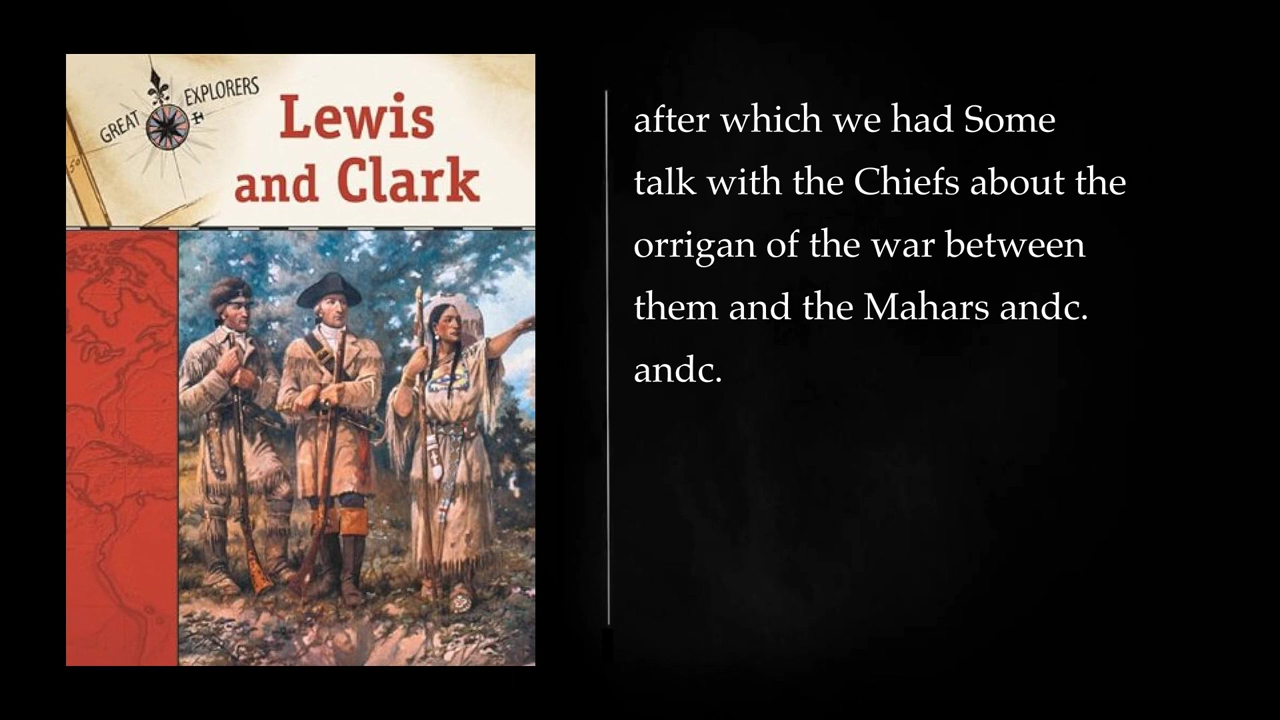 GREAT EXPLORERS
Lewis
and Clark
after which we had Some
talk with the Chiefs about the
orrigan of the war between
them and the Mahars andc.
andc.